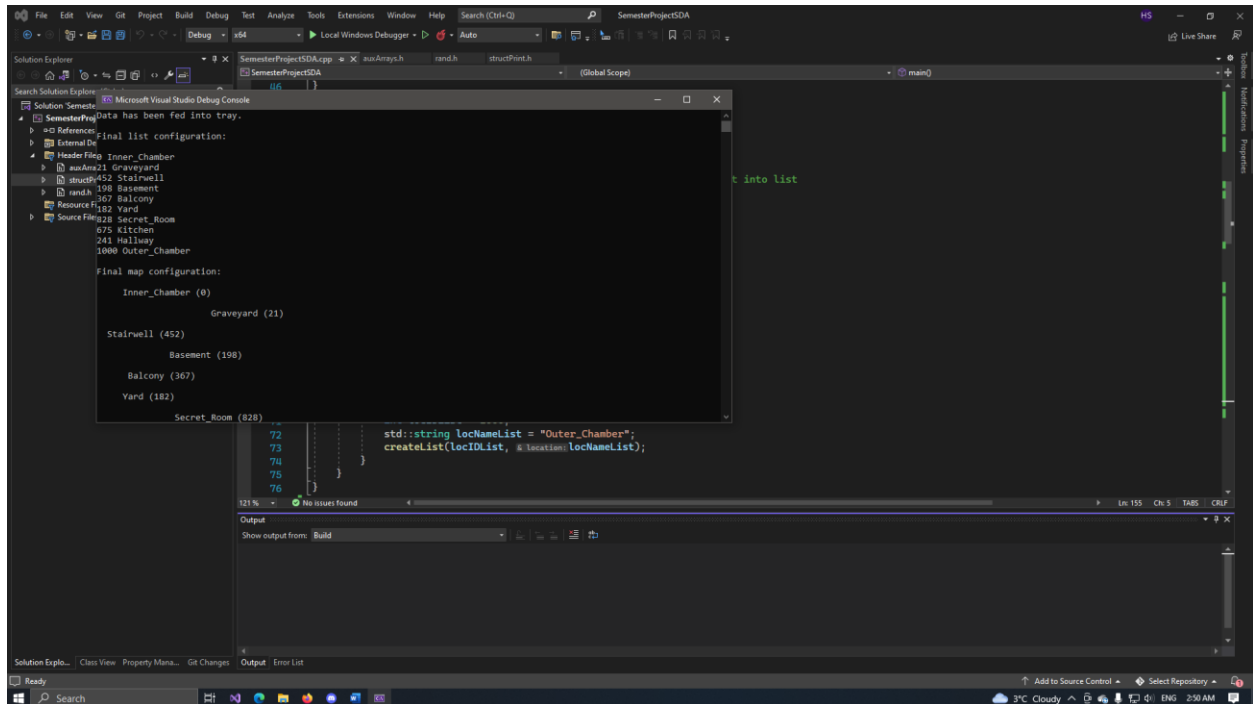 File Edit View Git Project Build Debug Test Analyze Tools Extensions Window Help Search (Ctrl+Q) SemesterProjectSDA HS
Debug x64 Local Windows Debugger Auto Live Share
Solution Explorer
SemesterProjectSDA.cpp auxArrays.h rand.h structPrint.h
SemesterProjectSDA (Global Scope) main()
Search Solution Explore
46 }
Solution 'Semeste
SemesterProj
References
External De
Header File
auxArra
structPr
rand.h
Resource Fi
Source File
Microsoft Visual Studio Debug Console
Data has been fed into tray.
Final list configuration:
0 Inner_Chamber
21 Graveyard
452 Stairwell
198 Basement
367 Balcony
182 Yard
828 Secret_Room
675 Kitchen
241 Hallway
1000 Outer_Chamber
Final map configuration:
Inner_Chamber (0)
Graveyard (21)
Stairwell (452)
Basement (198)
Balcony (367)
Yard (182)
Secret_Room (828)
t into list
72 std::string locNameList = "Outer_Chamber";
73 createList(locIDList, & location: locNameList);
74 }
75 }
76 }
121 % No issues found Ln: 155 Ch: 5 TABS CRLF
Output
Show output from: Build
Toolbox
Notifications
Properties
Solution Explo... Class View Property Mana... Git Changes Output Error List
Ready Add to Source Control Select Repository
Search 3°C Cloudy ENG 2:50 AM